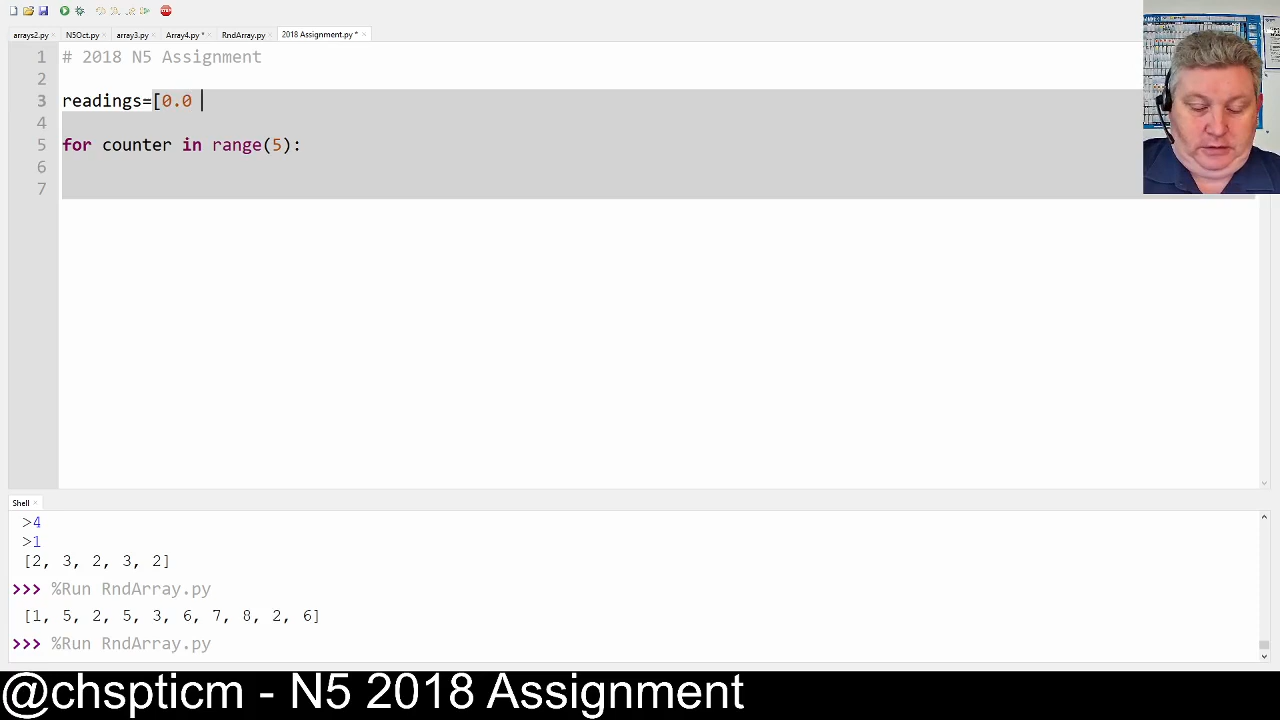 arrays2.py × N5Oct.py × array3.py × Array4.py * × RndArray.py × 2018 Assignment.py * ×
1 # 2018 N5 Assignment
2
3 readings=[0.0
4
5 for counter in range(5):
6
7
Shell ×
>4
>1
[2, 3, 2, 3, 2]
>>> %Run RndArray.py
[1, 5, 2, 5, 3, 6, 7, 8, 2, 6]
>>> %Run RndArray.py
@chspticm - N5 2018 Assignment